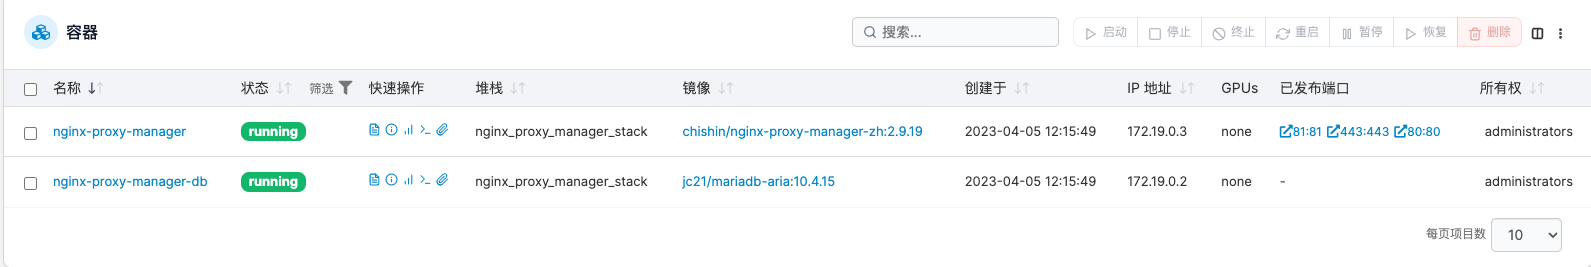 容器
搜索...
启动 停止 终止 重启 暂停 恢复 删除
名称 状态 筛选 快速操作 堆栈 镜像 创建于 IP 地址 GPUs 已发布端口 所有权
nginx-proxy-manager running nginx_proxy_manager_stack chishin/nginx-proxy-manager-zh:2.9.19 2023-04-05 12:15:49 172.19.0.3 none 81:81 443:443 80:80 administrators
nginx-proxy-manager-db running nginx_proxy_manager_stack jc21/mariadb-aria:10.4.15 2023-04-05 12:15:49 172.19.0.2 none - administrators
每页项目数 10